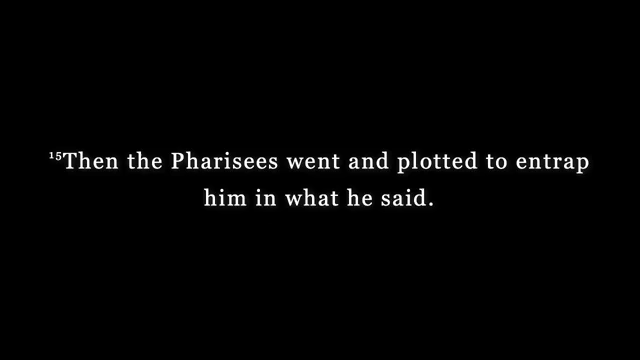 ¹⁵Then the Pharisees went and plotted to entrap
him in what he said.